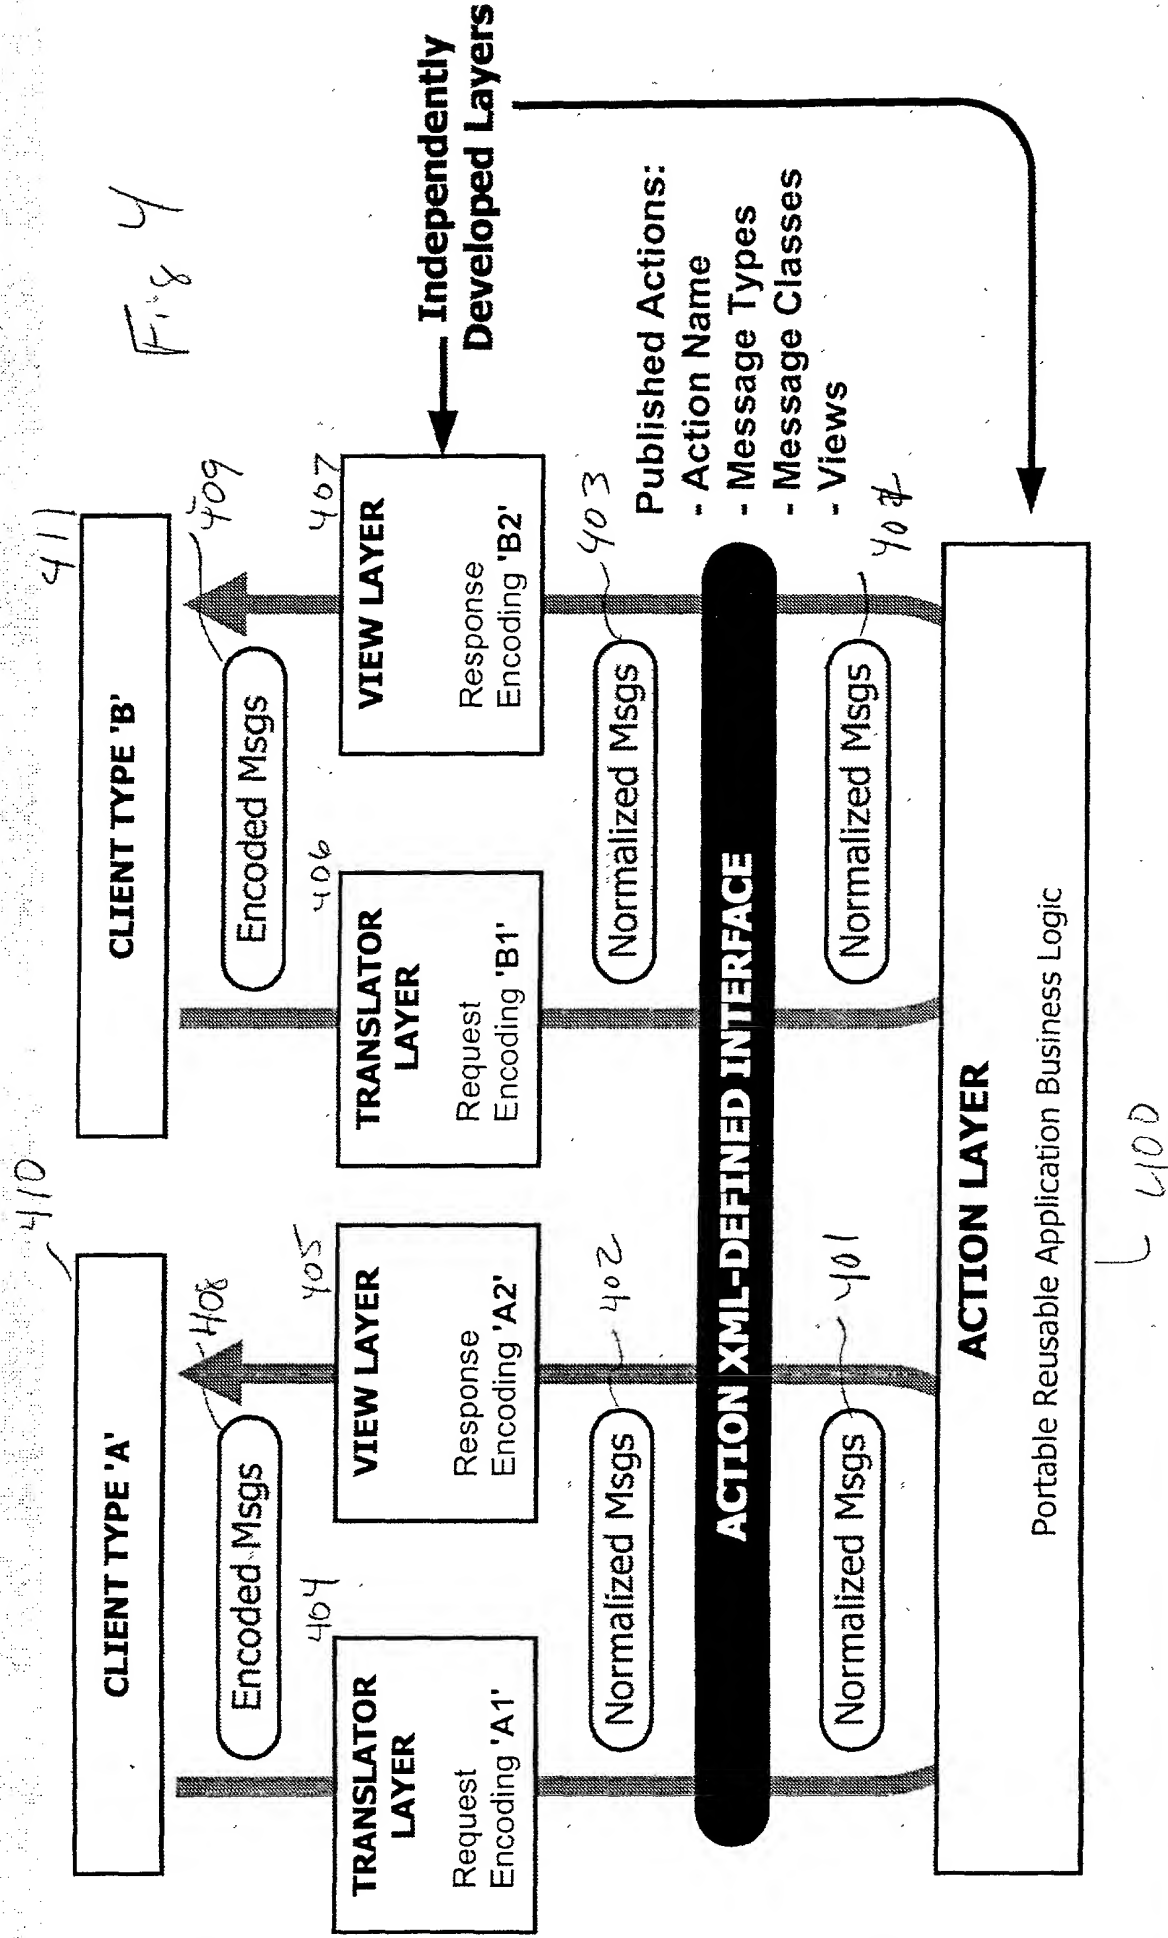 Fig 4
410
411
CLIENT TYPE 'A'
CLIENT TYPE 'B'
408
409
Encoded Msgs
Encoded Msgs
404
405
406
407
TRANSLATOR
LAYER
Request
Encoding 'A1'
VIEW LAYER
Response
Encoding 'A2'
TRANSLATOR
LAYER
Request
Encoding 'B1'
VIEW LAYER
Response
Encoding 'B2'
Independently
Developed Layers
402
403
Normalized Msgs
Normalized Msgs
Published Actions:
- Action Name
- Message Types
- Message Classes
- Views
ACTION XML-DEFINED INTERFACE
401
Normalized Msgs
Normalized Msgs
ACTION LAYER
Portable Reusable Application Business Logic
400